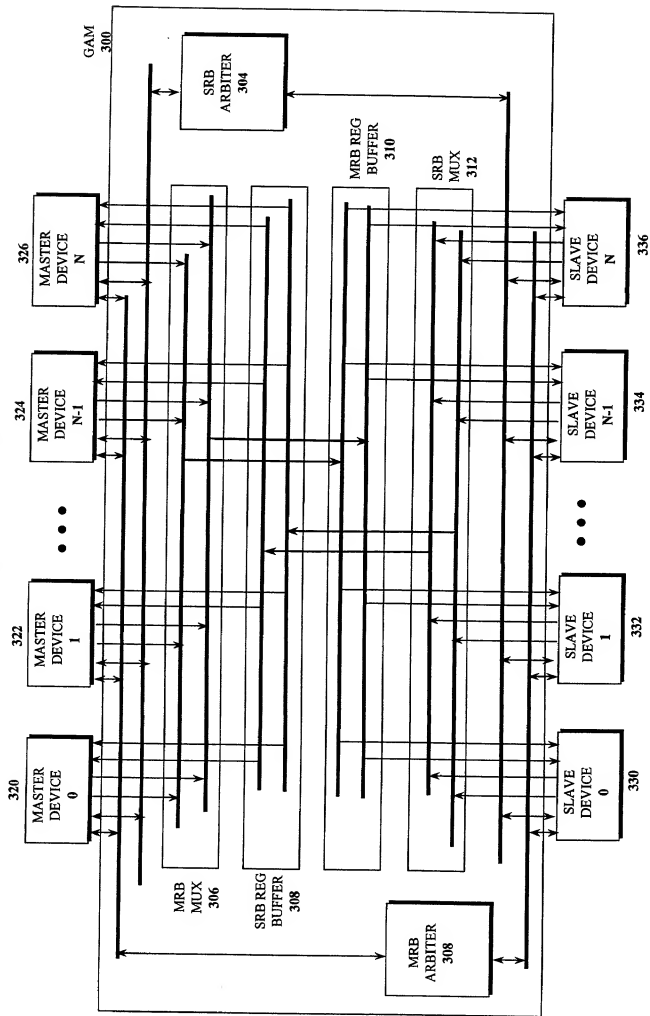 GAM
300
320
322
324
326
MASTER
DEVICE
0
MASTER
DEVICE
1
• • •
MASTER
DEVICE
N-1
MASTER
DEVICE
N
SRB
ARBITER
304
MRB
MUX
306
SRB REG
BUFFER
308
MRB REG
BUFFER
310
SRB
MUX
312
MRB
ARBITER
308
SLAVE
DEVICE
0
SLAVE
DEVICE
1
• • •
SLAVE
DEVICE
N-1
SLAVE
DEVICE
N
330
332
334
336